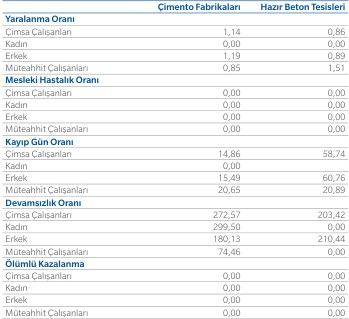 Çimento Fabrikaları Hazır Beton Tesisleri
Yaralanma Oranı
Çimsa Çalışanları 1,14 0,86
Kadın 0,00 0,00
Erkek 1,19 0,89
Müteahhit Çalışanları 0,85 1,51
Mesleki Hastalık Oranı
Çimsa Çalışanları 0,00 0,00
Kadın 0,00 0,00
Erkek 0,00 0,00
Müteahhit Çalışanları 0,00 0,00
Kayıp Gün Oranı
Çimsa Çalışanları 14,86 58,74
Kadın 0,00
Erkek 15,49 60,76
Müteahhit Çalışanları 20,65 20,89
Devamsızlık Oranı
Çimsa Çalışanları 272,57 203,42
Kadın 299,50 0,00
Erkek 180,13 210,44
Müteahhit Çalışanları 74,46 0,00
Ölümlü Kazalanma
Çimsa Çalışanları 0,00 0,00
Kadın 0,00 0,00
Erkek 0,00 0,00
Müteahhit Çalışanları 0,00 0,00